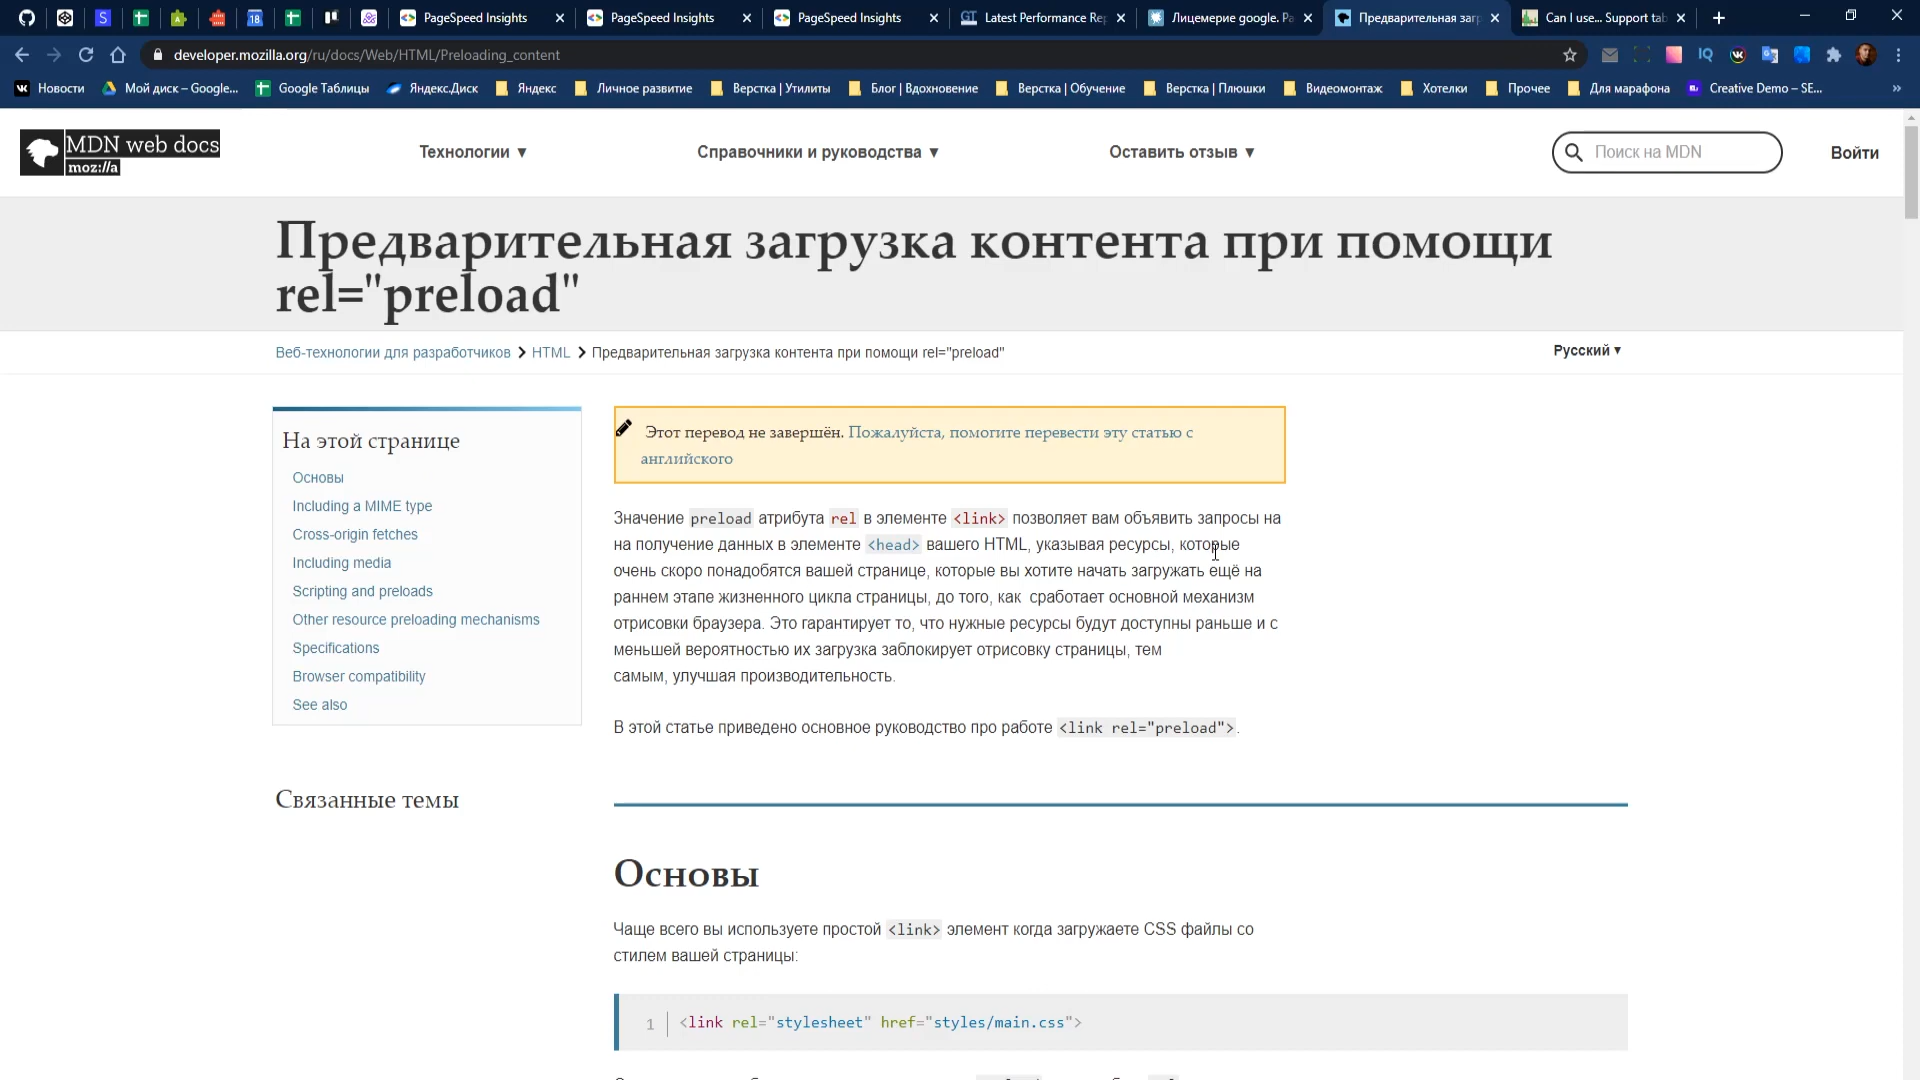 PageSpeed Insights
PageSpeed Insights
PageSpeed Insights
Latest Performance Rep
Лицемерие google. Pa
Предварительная загр
Can I use... Support tab
developer.mozilla.org/ru/docs/Web/HTML/Preloading_content
Новости
Мой диск – Google...
Google Таблицы
Яндекс.Диск
Яндекс
Личное развитие
Верстка | Утилиты
Блог | Вдохновение
Верстка | Обучение
Верстка | Плюшки
Видеомонтаж
Хотелки
Прочее
Для марафона
Creative Demo – SE...
»
MDN web docs
moz://a
Технологии ▼
Справочники и руководства ▼
Оставить отзыв ▼
Поиск на MDN
Войти
Предварительная загрузка контента при помощи
rel="preload"
Веб-технологии для разработчиков > HTML > Предварительная загрузка контента при помощи rel="preload"
Русский ▼
На этой странице
Основы
Including a MIME type
Cross-origin fetches
Including media
Scripting and preloads
Other resource preloading mechanisms
Specifications
Browser compatibility
See also
Связанные темы
Этот перевод не завершён. Пожалуйста, помогите перевести эту статью с
английского
Значение preload атрибута rel в элементе <link> позволяет вам объявить запросы на
на получение данных в элементе <head> вашего HTML, указывая ресурсы, которые
очень скоро понадобятся вашей странице, которые вы хотите начать загружать ещё на
раннем этапе жизненного цикла страницы, до того, как сработает основной механизм
отрисовки браузера. Это гарантирует то, что нужные ресурсы будут доступны раньше и с
меньшей вероятностью их загрузка заблокирует отрисовку страницы, тем
самым, улучшая производительность.
В этой статье приведено основное руководство про работе <link rel="preload">.
Основы
Чаще всего вы используете простой <link> элемент когда загружаете CSS файлы со
стилем вашей страницы:
1 <link rel="stylesheet" href="styles/main.css">